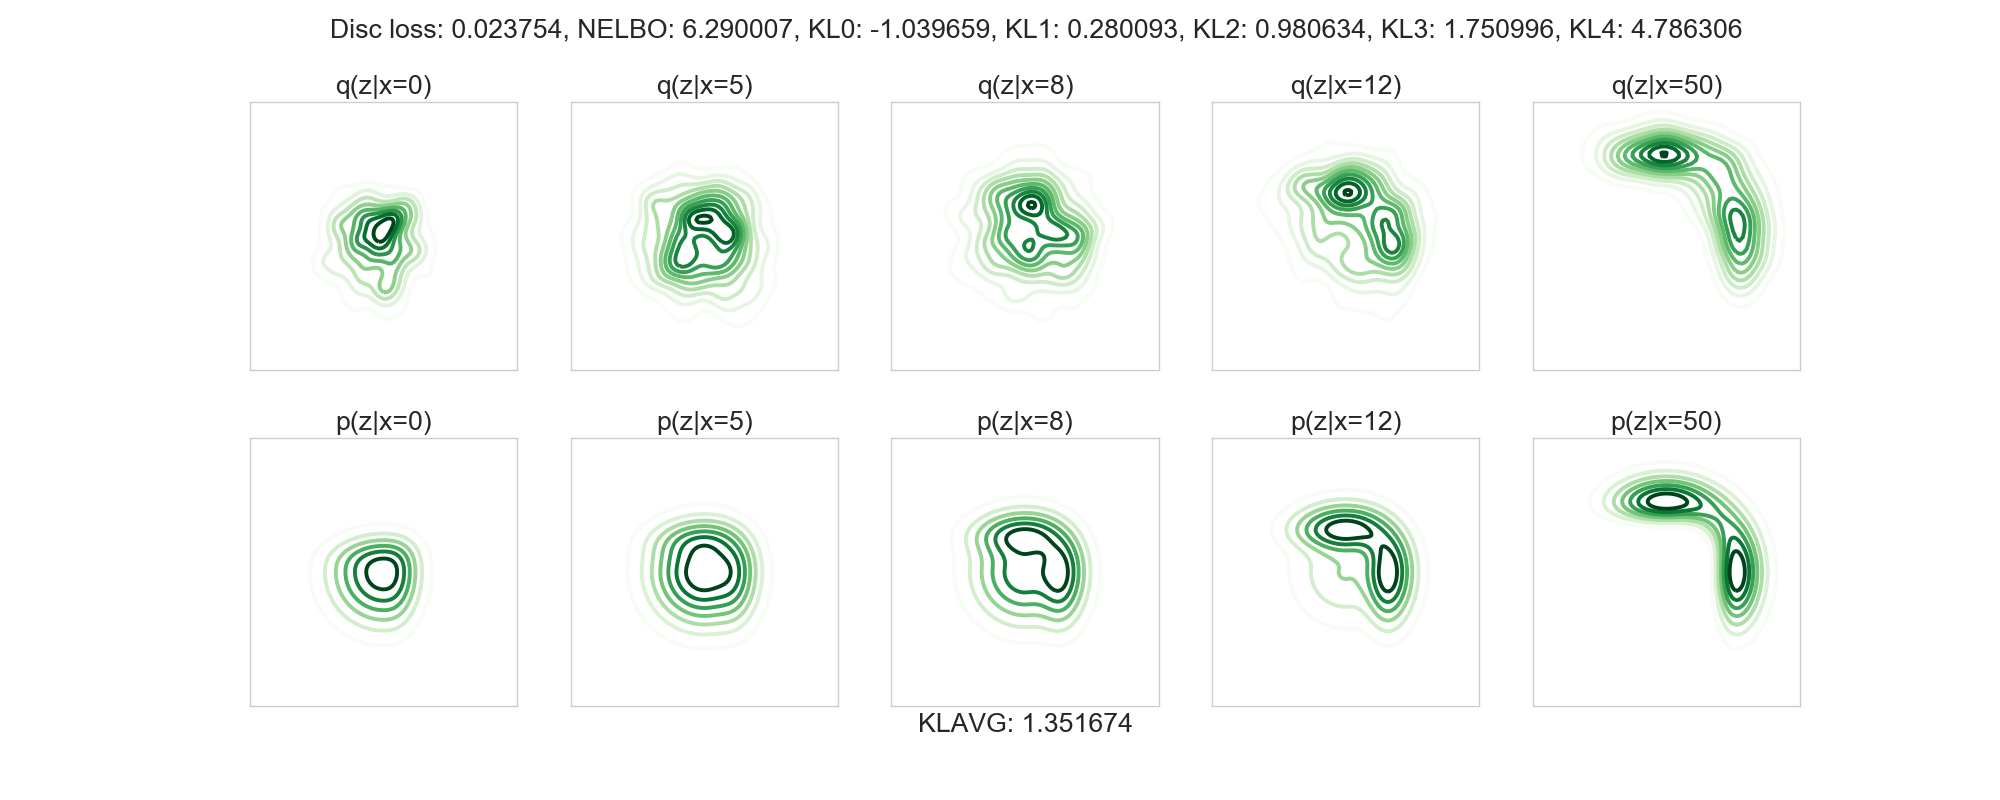 Disc loss: 0.023754, NELBO: 6.290007, KL0: -1.039659, KL1: 0.280093, KL2: 0.980634, KL3: 1.750996, KL4: 4.786306
q(z|x=0) q(z|x=5) q(z|x=8) q(z|x=12) q(z|x=50)
p(z|x=0) p(z|x=5) p(z|x=8) p(z|x=12) p(z|x=50)
KLAVG: 1.351674